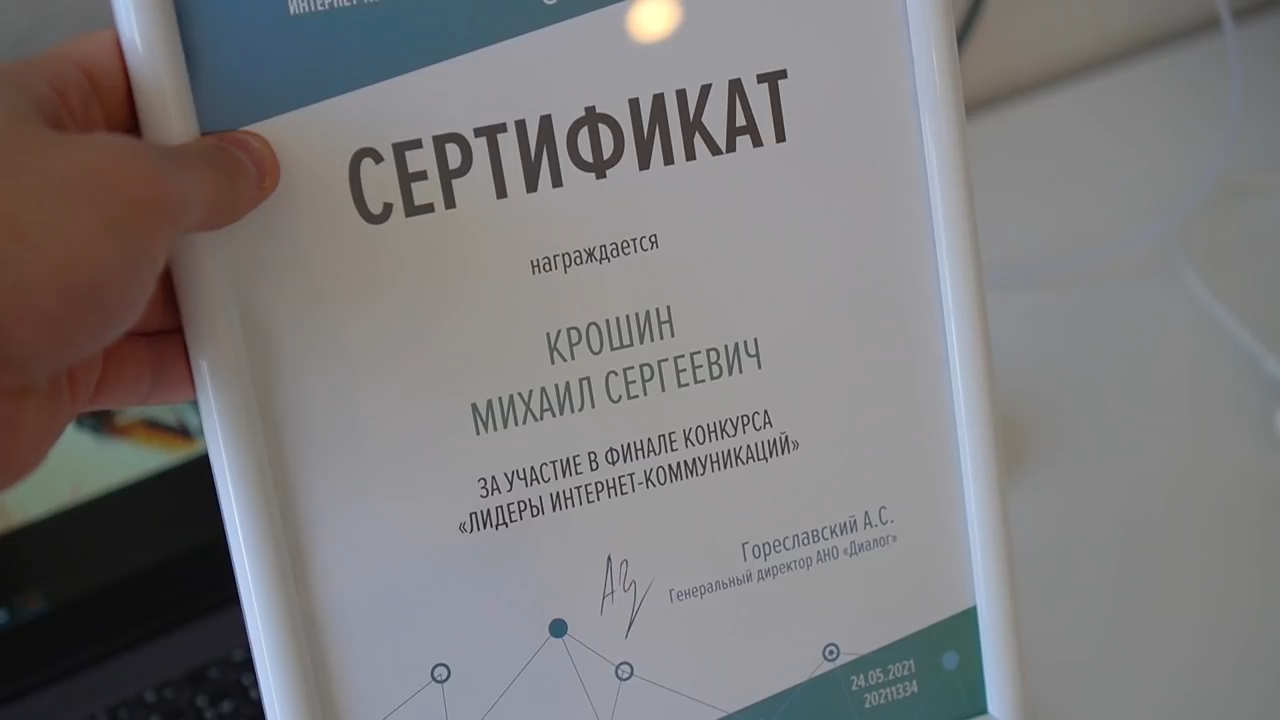 ИНТЕРНЕТ
СЕРТИФИКАТ
награждается
КРОШИН
МИХАИЛ СЕРГЕЕВИЧ
ЗА УЧАСТИЕ В ФИНАЛЕ КОНКУРСА
«ЛИДЕРЫ ИНТЕРНЕТ-КОММУНИКАЦИЙ»
Гореславский А.С.
Генеральный директор АНО «Диалог»
24.05.2021
20211334